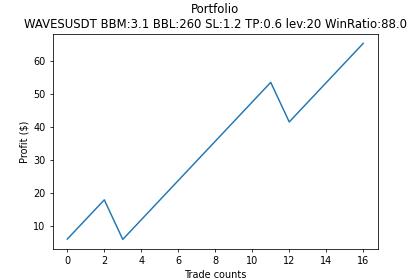 Portfolio
WAVESUSDT BBM:3.1 BBL:260 SL:1.2 TP:0.6 lev:20 WinRatio:88.0
Profit ($)
60
50
40
30
20
10
0 2 4 6 8 10 12 14 16
Trade counts